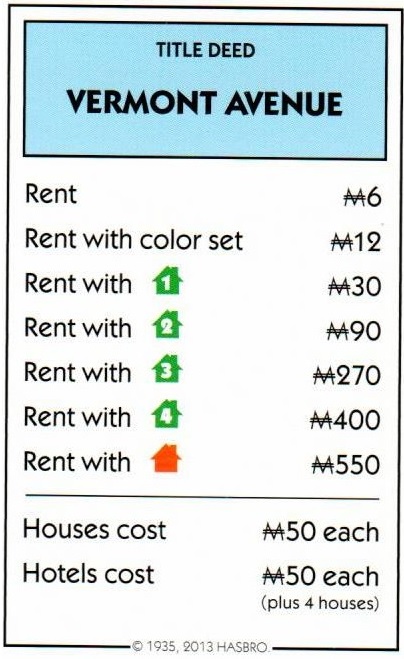 TITLE DEED
VERMONT AVENUE
Rent ₩6
Rent with color set ₩12
Rent with 1 ₩30
Rent with 2 ₩90
Rent with 3 ₩270
Rent with 4 ₩400
Rent with ₩550
Houses cost ₩50 each
Hotels cost ₩50 each
(plus 4 houses)
© 1935, 2013 HASBRO.